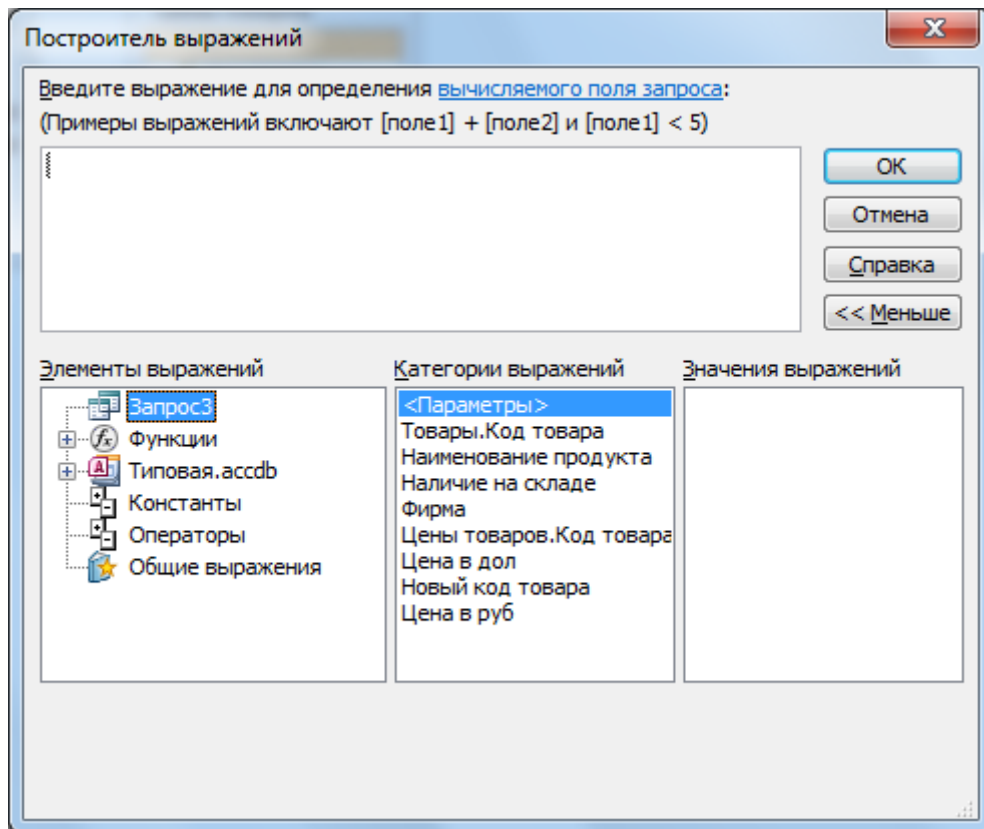 Построитель выражений
Введите выражение для определения вычисляемого поля запроса:
(Примеры выражений включают [поле1] + [поле2] и [поле1] < 5)
ОК
Отмена
Справка
<< Меньше
Элементы выражений
Запрос3
Функции
Типовая.accdb
Константы
Операторы
Общие выражения
Категории выражений
<Параметры>
Товары.Код товара
Наименование продукта
Наличие на складе
Фирма
Цены товаров.Код товара
Цена в дол
Новый код товара
Цена в руб
Значения выражений